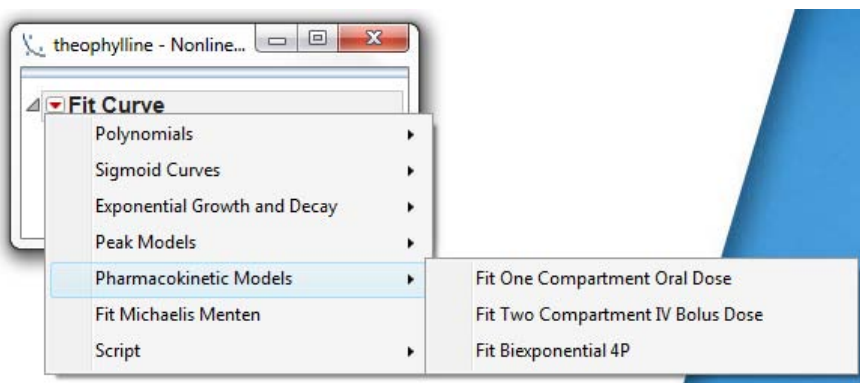 theophylline - Nonline...
Fit Curve
Polynomials
Sigmoid Curves
Exponential Growth and Decay
Peak Models
Pharmacokinetic Models
Fit One Compartment Oral Dose
Fit Michaelis Menten
Fit Two Compartment IV Bolus Dose
Script
Fit Biexponential 4P